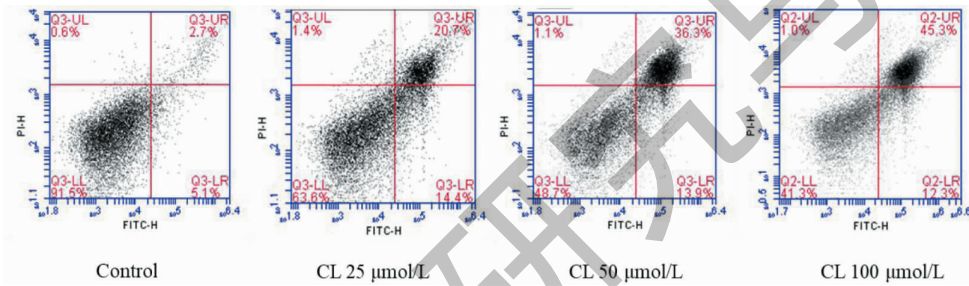 Q3-UL Q3-UR
0.6% 2.7%
Q3-LL Q3-LR
91.5% 5.1%
PI-H
FITC-H
Control
Q3-UL Q3-UR
1.4% 20.7%
Q3-LL Q3-LR
63.6% 14.4%
PI-H
FITC-H
CL 25 μmol/L
Q3-UL Q3-UR
1.1% 36.3%
Q3-LL Q3-LR
48.7% 13.9%
PI-H
FITC-H
CL 50 μmol/L
Q2-UL Q2-UR
1.0% 45.3%
Q2-LL Q2-LR
41.3% 12.3%
PI-H
FITC-H
CL 100 μmol/L
研究与